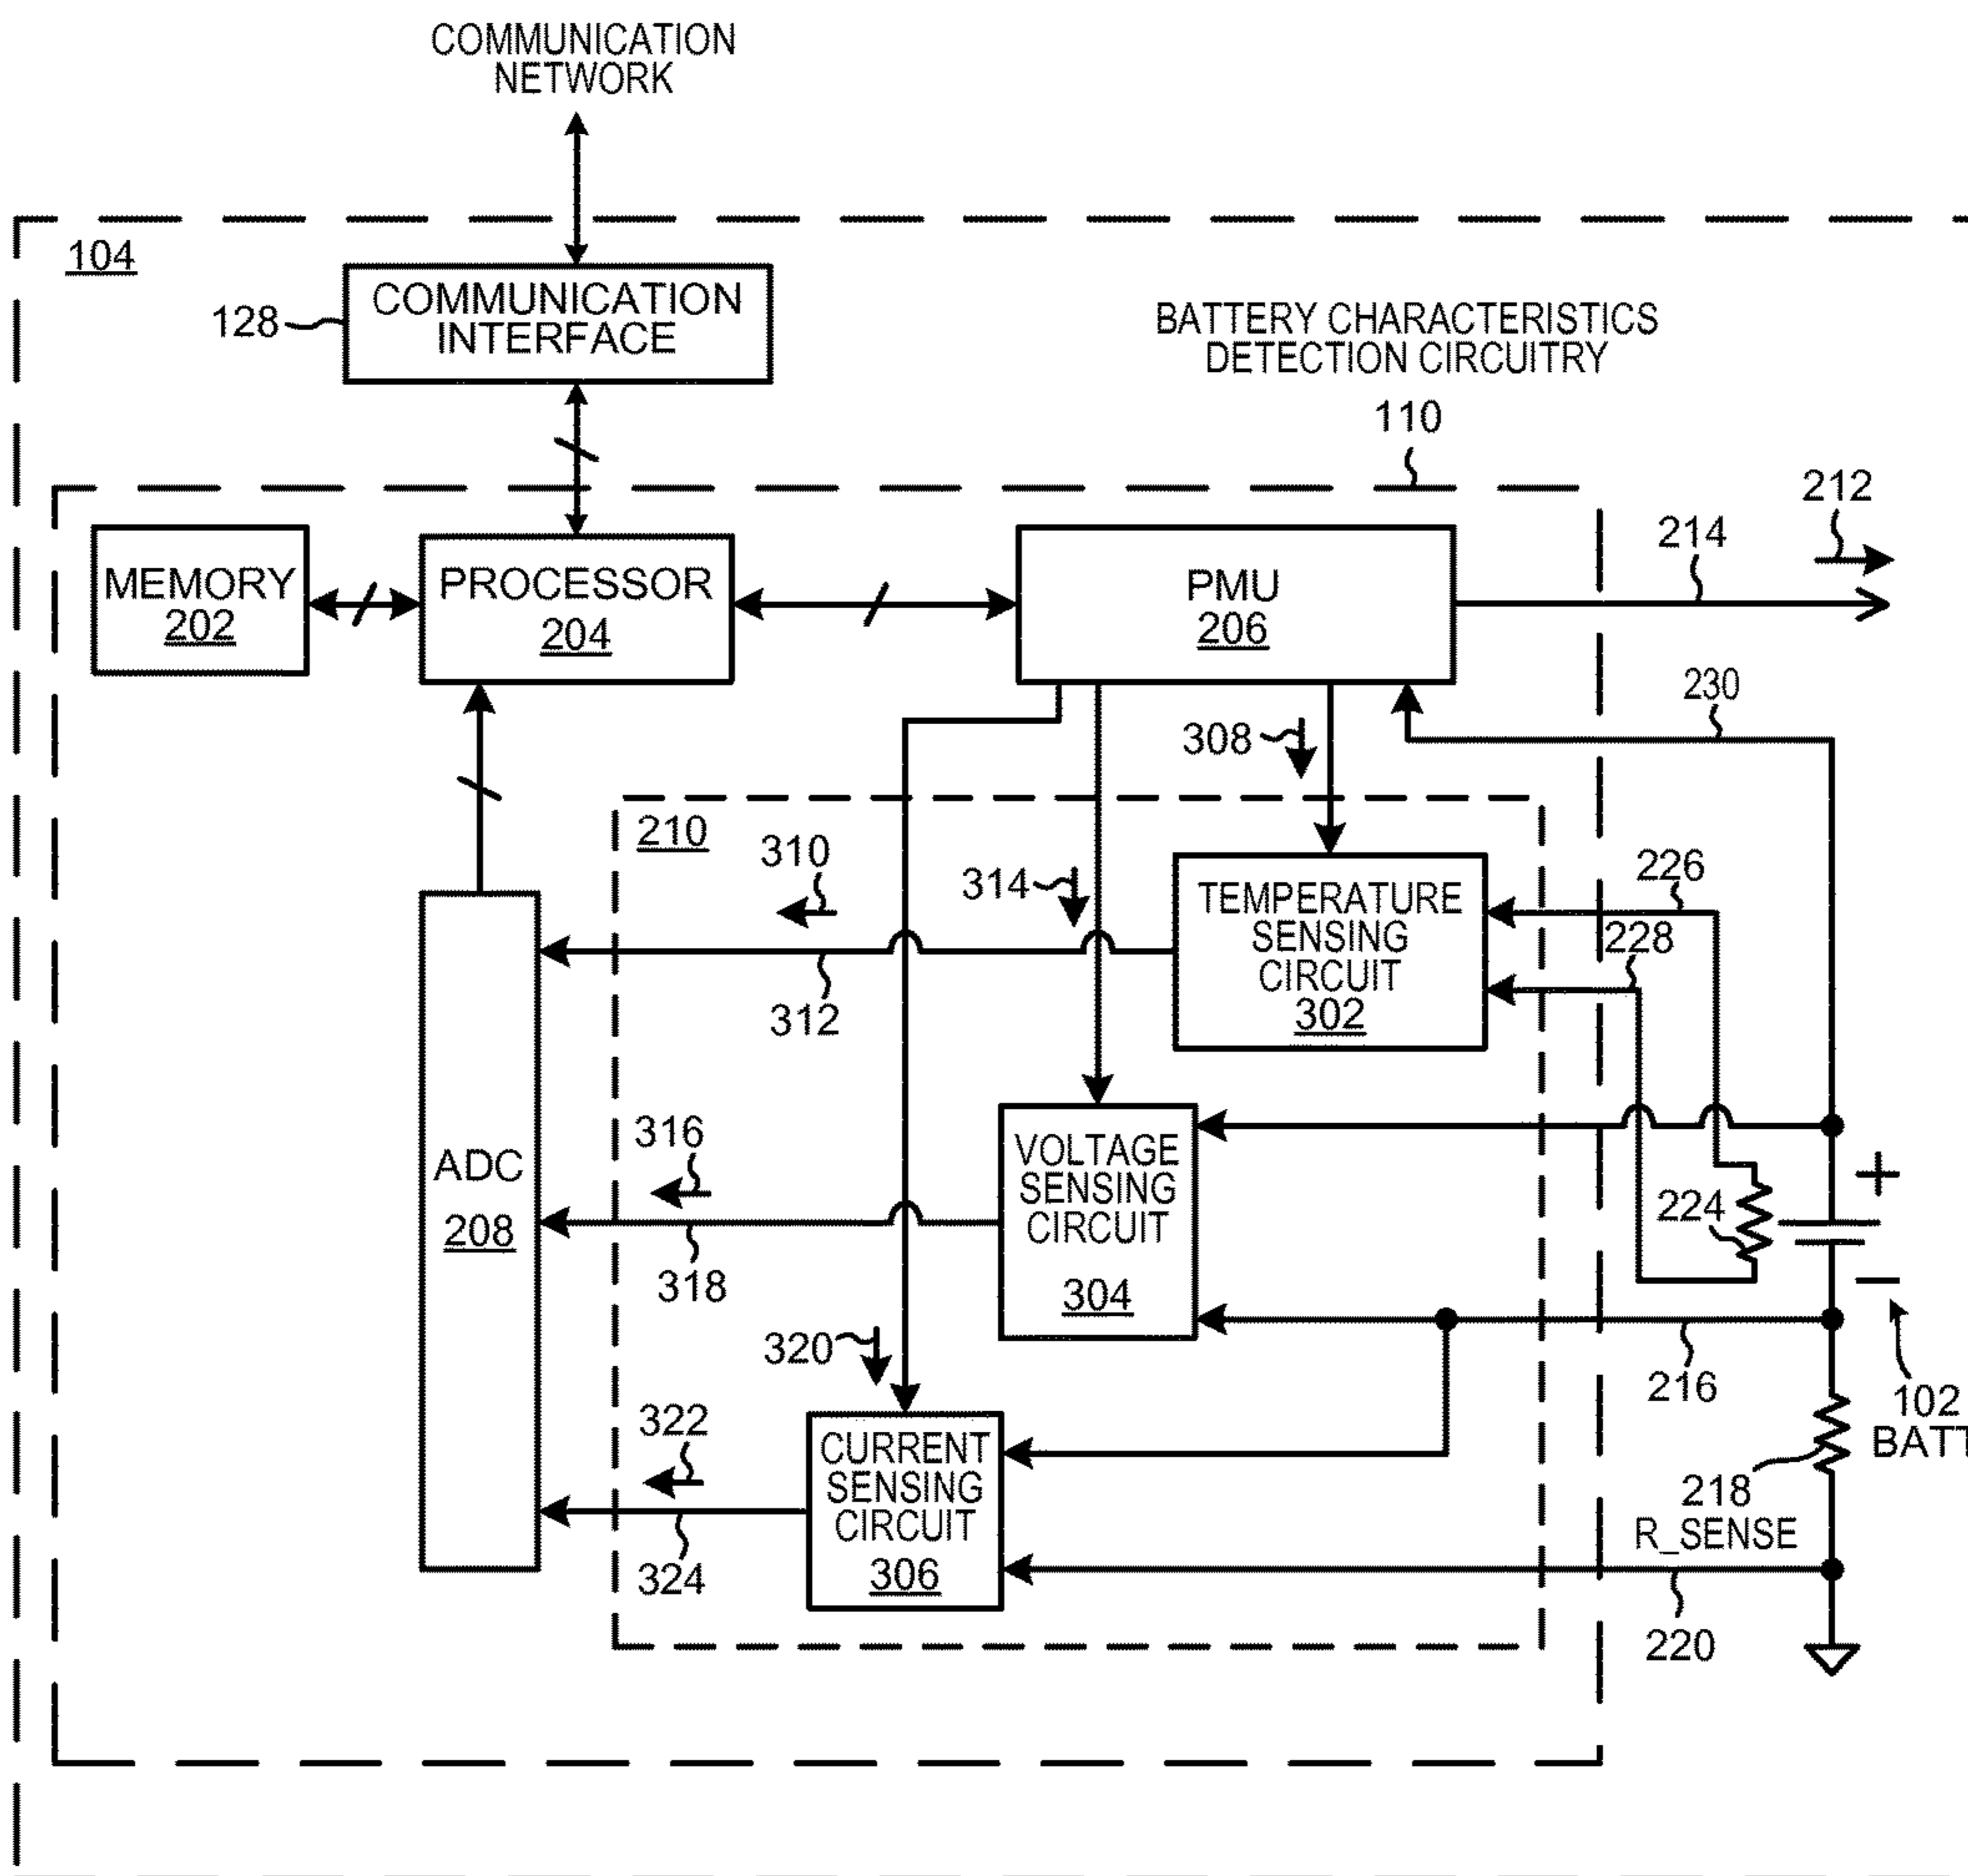 COMMUNICATION
NETWORK
104
128
COMMUNICATION
INTERFACE
BATTERY CHARACTERISTICS
DETECTION CIRCUITRY
110
212
214
MEMORY
202
PROCESSOR
204
PMU
206
230
308
210
310
314
226
TEMPERATURE
SENSING
CIRCUIT
302
228
312
316
ADC
208
VOLTAGE
SENSING
CIRCUIT
304
224
+
−
318
320
216
102
BATT
322
CURRENT
SENSING
CIRCUIT
306
218
R_SENSE
324
220